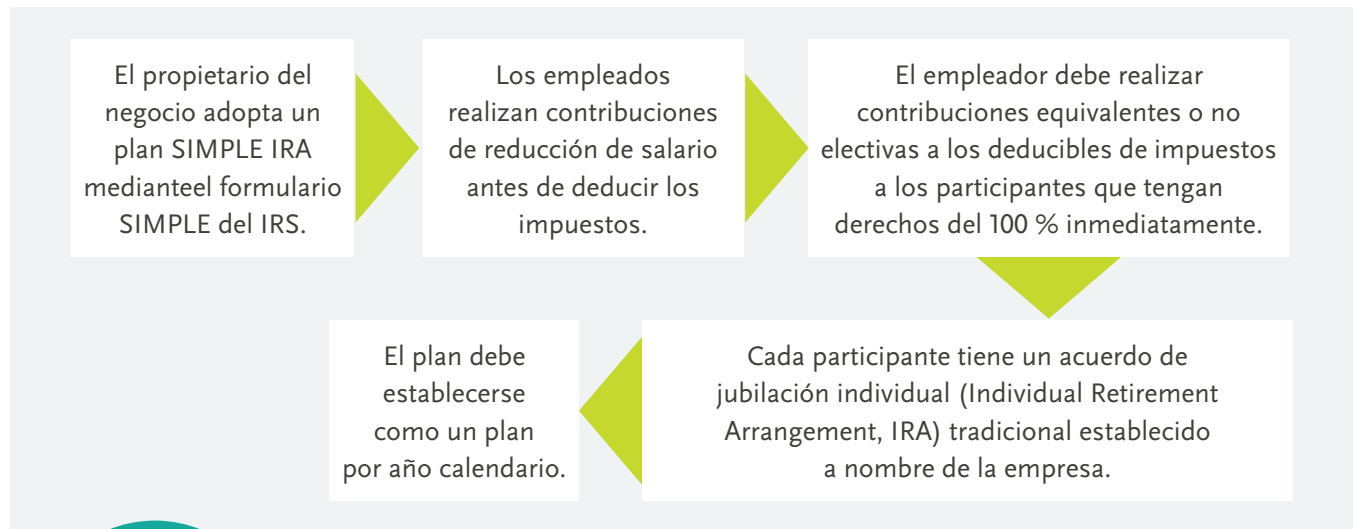 El propietario del
negocio adopta un
plan SIMPLE IRA
medianteel formulario
SIMPLE del IRS.
Los empleados
realizan contribuciones
de reducción de salario
antes de deducir los
impuestos.
El empleador debe realizar
contribuciones equivalentes o no
electivas a los deducibles de impuestos
a los participantes que tengan
derechos del 100 % inmediatamente.
Cada participante tiene un acuerdo de
jubilación individual (Individual Retirement
Arrangement, IRA) tradicional establecido
a nombre de la empresa.
El plan debe
establecerse
como un plan
por año calendario.